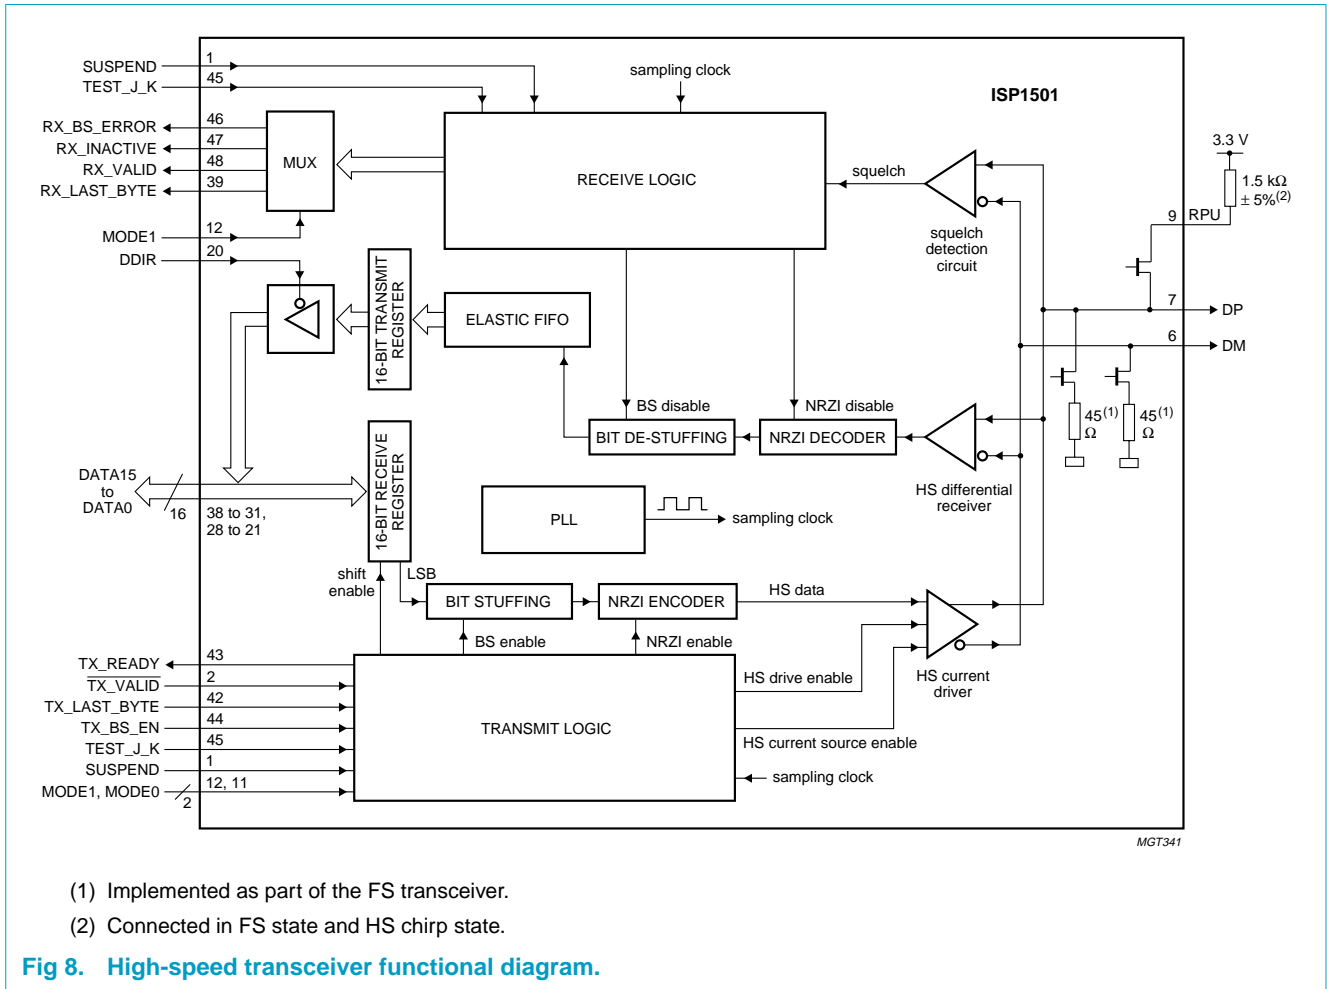 ISP1501
SUSPEND
1
TEST_J_K
45
sampling clock
RX_BS_ERROR
46
RX_INACTIVE
47
RX_VALID
48
RX_LAST_BYTE
39
MUX
RECEIVE LOGIC
squelch
squelch
detection
circuit
3.3 V
1.5 kΩ
± 5%(2)
9
RPU
MODE1
12
DDIR
20
16-BIT TRANSMIT
REGISTER
ELASTIC FIFO
7
DP
6
DM
BS disable
NRZI disable
BIT DE-STUFFING
NRZI DECODER
45(1)
Ω
45(1)
Ω
HS differential
receiver
DATA15
to
DATA0
16
38 to 31,
28 to 21
16-BIT RECEIVE
REGISTER
PLL
sampling clock
shift
enable
LSB
BIT STUFFING
NRZI ENCODER
HS data
BS enable
NRZI enable
HS drive enable
HS current
driver
HS current source enable
TX_READY
43
TX_VALID
2
TX_LAST_BYTE
42
TX_BS_EN
44
TEST_J_K
45
SUSPEND
1
MODE1, MODE0
2
12, 11
TRANSMIT LOGIC
sampling clock
MGT341
(1) Implemented as part of the FS transceiver.
(2) Connected in FS state and HS chirp state.
Fig 8. High-speed transceiver functional diagram.